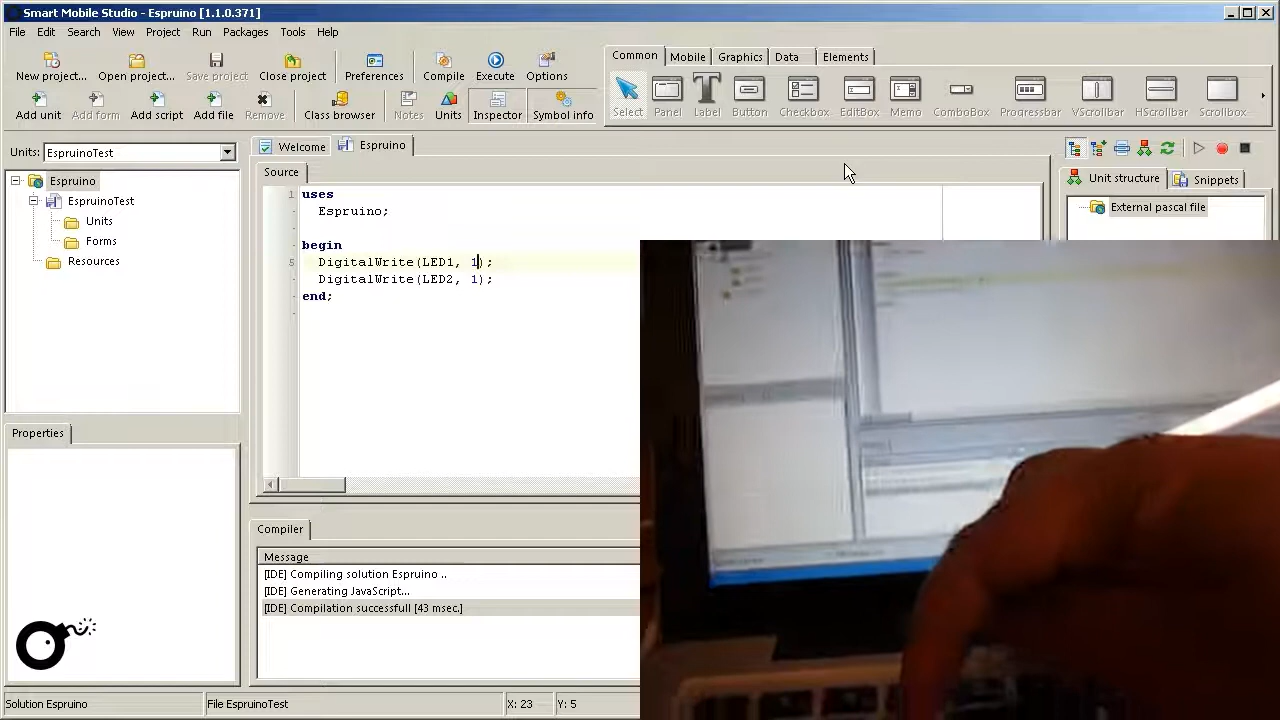 Smart Mobile Studio - Espruino [1.1.0.371]
File Edit Search View Project Run Packages Tools Help
New project... Open project... Save project Close project Preferences Compile Execute Options
Add unit Add form Add script Add file Remove Class browser Notes Units Inspector Symbol info
Common Mobile Graphics Data Elements
Select Panel Label Button Checkbox EditBox Memo ComboBox Progressbar VScrollbar HScrollbar Scrollbox
Units: EspruinoTest
Espruino
EspruinoTest
Units
Forms
Resources
Properties
Welcome Espruino
Source
1 uses
Espruino;
begin
5 DigitalWrite(LED1, 1);
DigitalWrite(LED2, 1);
end;
Unit structure Snippets
External pascal file
Compiler
Message
[IDE] Compiling solution Espruino ..
[IDE] Generating JavaScript...
[IDE] Compilation successfull [43 msec.]
Solution Espruino File EspruinoTest X: 23 Y: 5